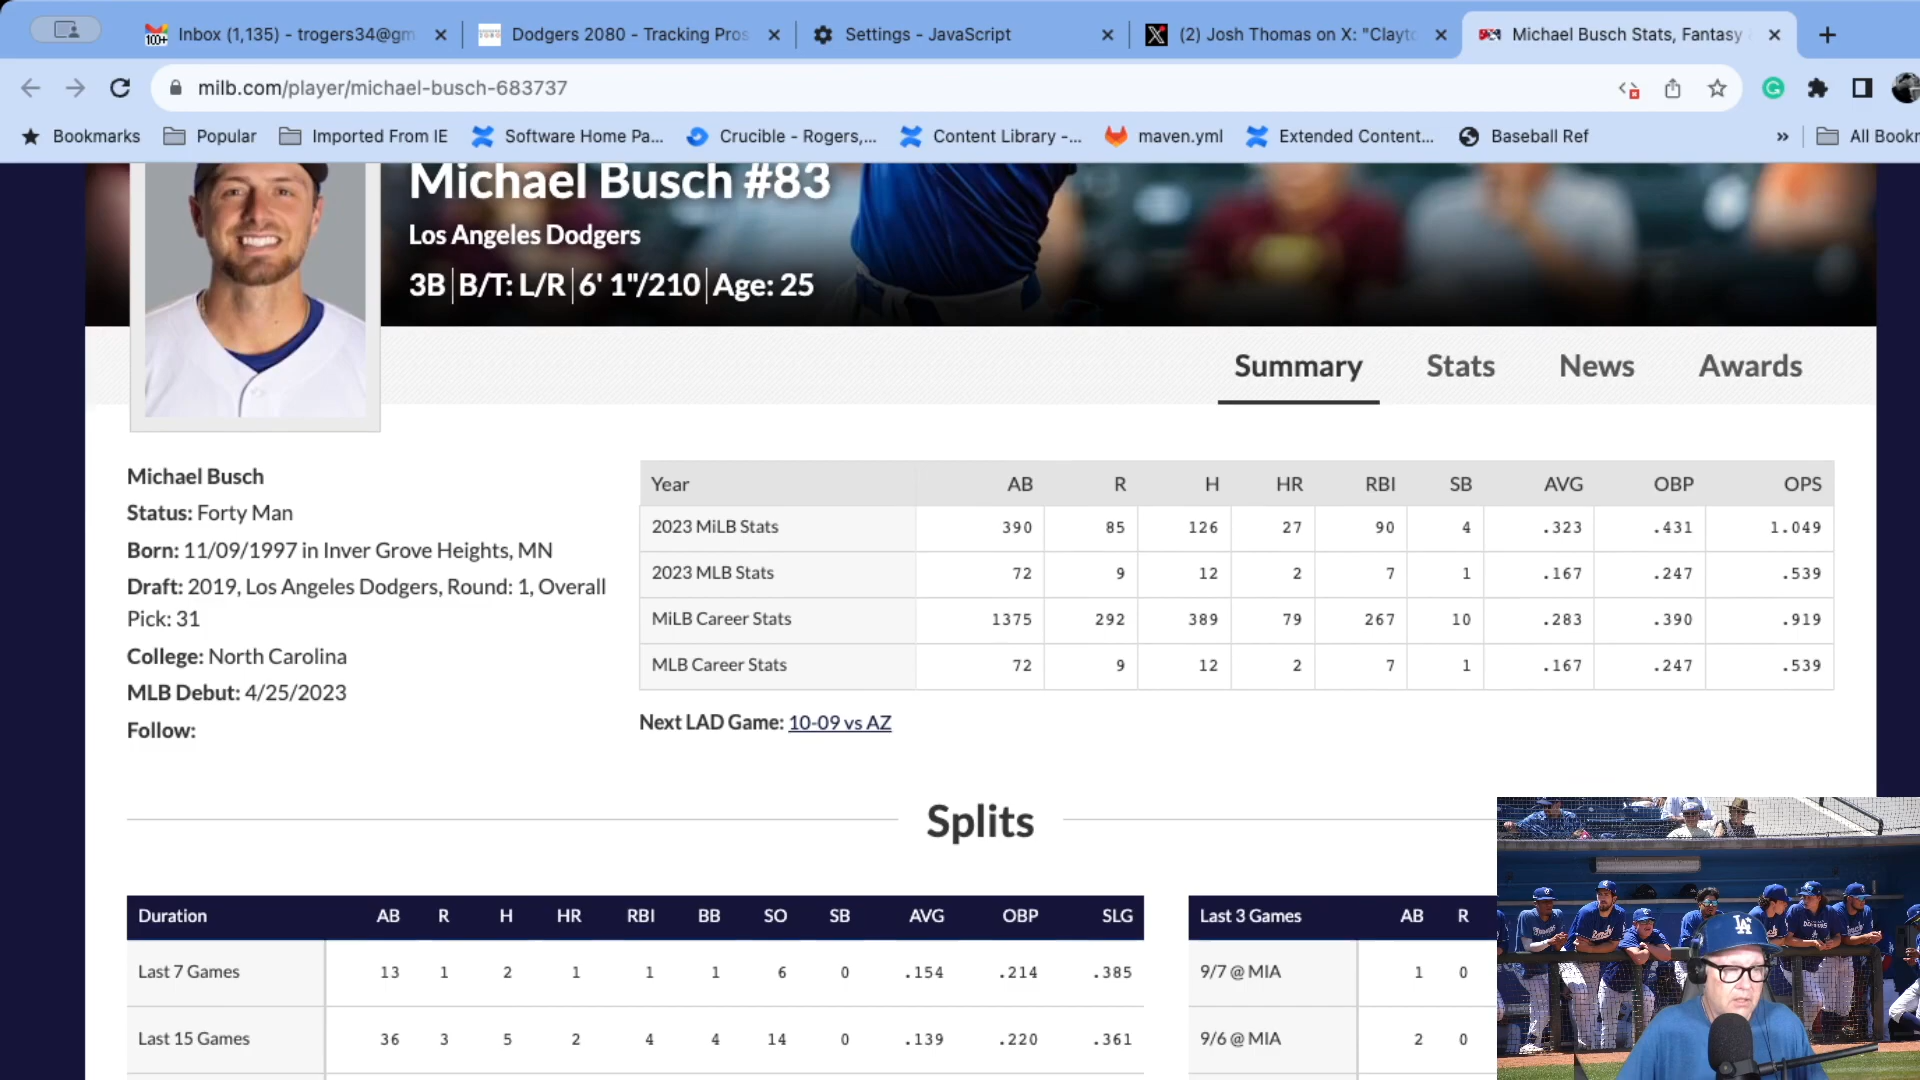 Inbox (1,135) - trogers34@gm
Dodgers 2080 - Tracking Pros
Settings - JavaScript
(2) Josh Thomas on X: "Clayto
Michael Busch Stats, Fantasy
100+
milb.com/player/michael-busch-683737
Bookmarks
Popular
Imported From IE
Software Home Pa...
Crucible - Rogers,...
Content Library -...
maven.yml
Extended Content...
Baseball Ref
»
All Bookr
Michael Busch #83
Los Angeles Dodgers
3B|B/T: L/R|6' 1"/210|Age: 25
Summary Stats News Awards
Michael Busch
Status: Forty Man
Born: 11/09/1997 in Inver Grove Heights, MN
Draft: 2019, Los Angeles Dodgers, Round: 1, Overall
Pick: 31
College: North Carolina
MLB Debut: 4/25/2023
Follow:
Year AB R H HR RBI SB AVG OBP OPS
2023 MiLB Stats 390 85 126 27 90 4 .323 .431 1.049
2023 MLB Stats 72 9 12 2 7 1 .167 .247 .539
MiLB Career Stats 1375 292 389 79 267 10 .283 .390 .919
MLB Career Stats 72 9 12 2 7 1 .167 .247 .539
Next LAD Game: 10-09 vs AZ
Splits
Duration AB R H HR RBI BB SO SB AVG OBP SLG
Last 7 Games 13 1 2 1 1 1 6 0 .154 .214 .385
Last 15 Games 36 3 5 2 4 4 14 0 .139 .220 .361
Last 3 Games AB R
9/7 @ MIA 1 0
9/6 @ MIA 2 0
LA